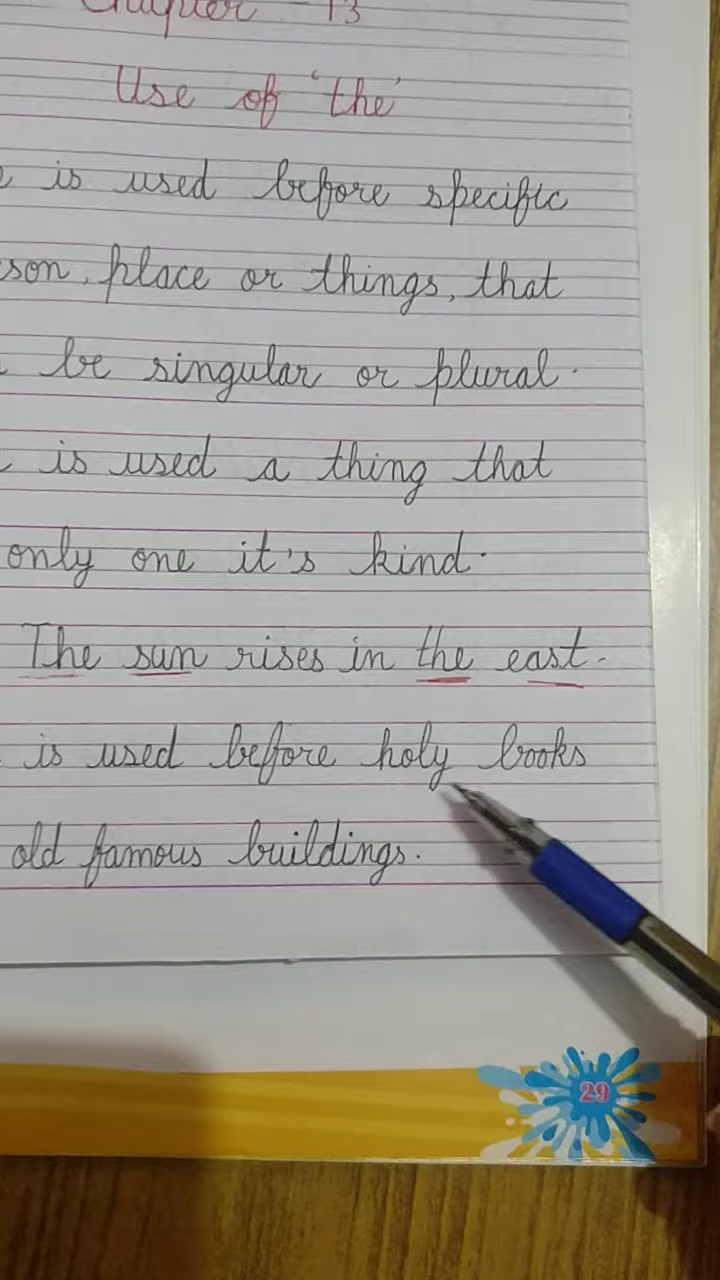 Chapter - 13
Use of 'the'
is used before specific
son, place or things, that
be singular or plural.
is used a thing that
only one it's kind.
The sun rises in the east.
is used before holy books
old famous buildings.
29